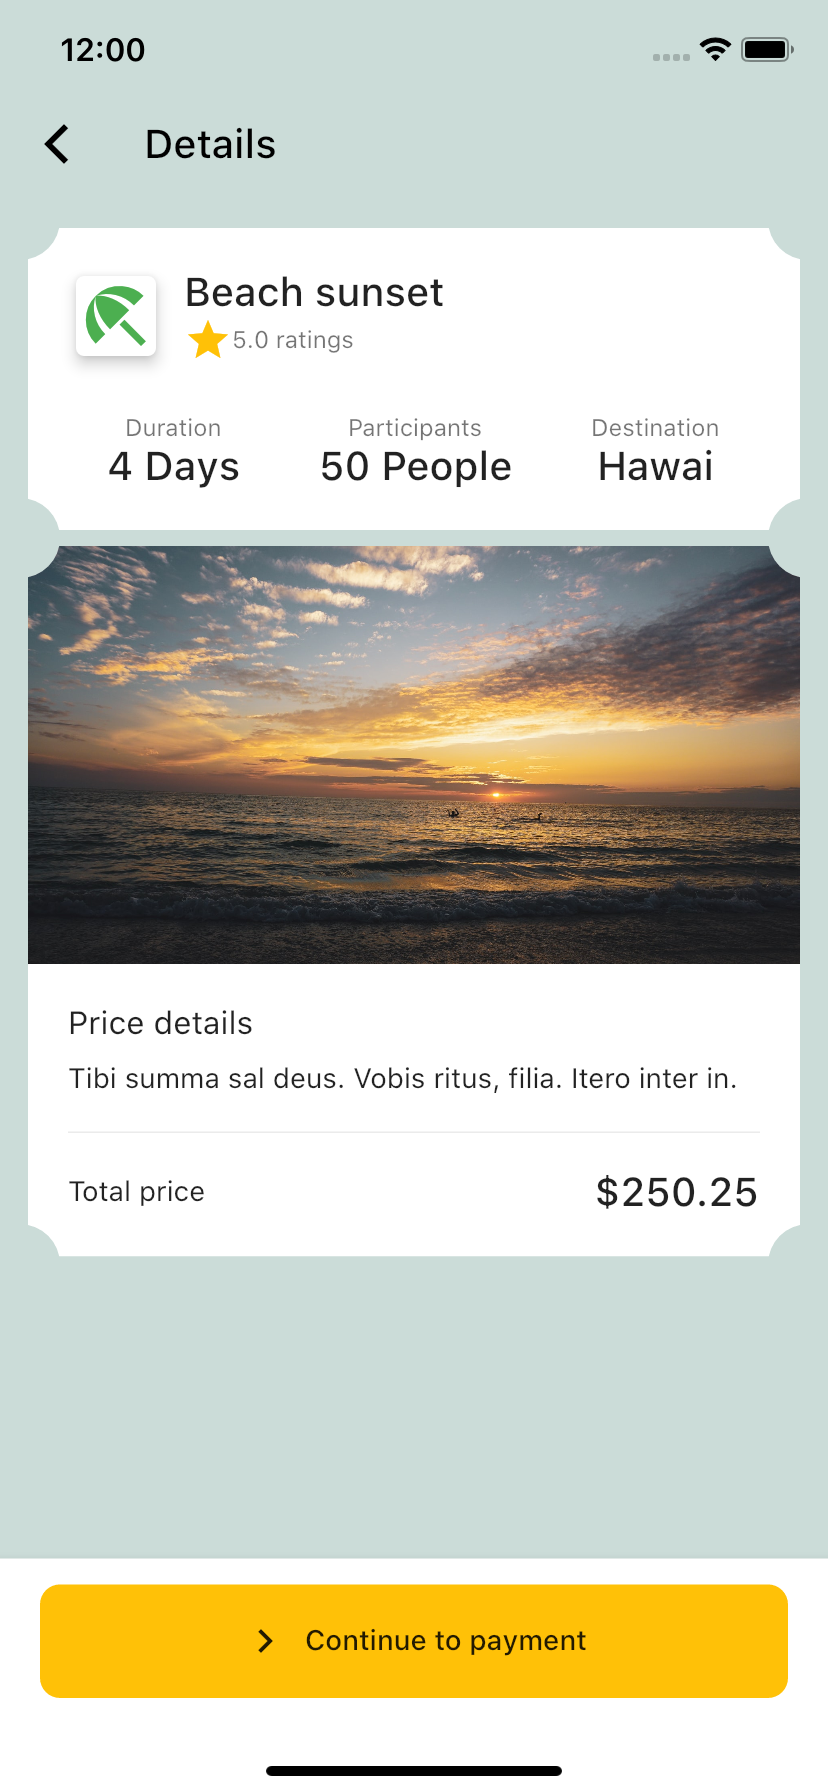 12:00
Details
Beach sunset
5.0 ratings
Duration
Participants
Destination
4 Days
50 People
Hawai
Price details
Tibi summa sal deus. Vobis ritus, filia. Itero inter in.
Total price
$250.25
Continue to payment